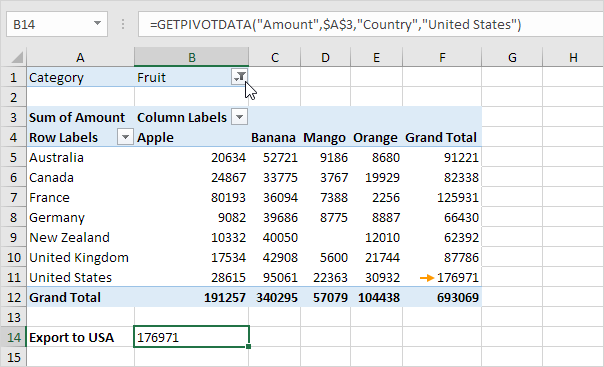 B14 =GETPIVOTDATA("Amount",$A$3,"Country","United States")
A B C D E F G H
1 Category Fruit
2
3 Sum of Amount Column Labels
4 Row Labels Apple Banana Mango Orange Grand Total
5 Australia 20634 52721 9186 8680 91221
6 Canada 24867 33775 3767 19929 82338
7 France 80193 36094 7388 2256 125931
8 Germany 9082 39686 8775 8887 66430
9 New Zealand 10332 40050 12010 62392
10 United Kingdom 17534 42908 5600 21744 87786
11 United States 28615 95061 22363 30932 176971
12 Grand Total 191257 340295 57079 104438 693069
13
14 Export to USA 176971
15